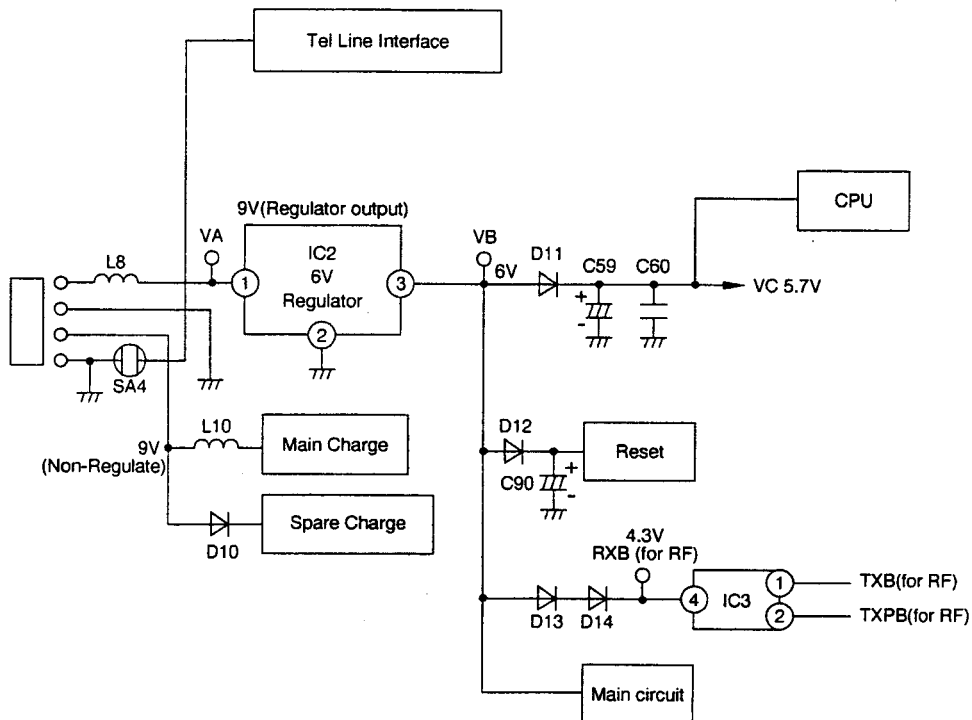 Tel Line Interface
CPU
9V(Regulator output)
VA
IC2
6V
Regulator
1
2
3
VB
6V
D11
C59
C60
+
-
VC 5.7V
L8
SA4
9V
(Non-Regulate)
L10
Main Charge
D10
Spare Charge
D12
C90
+
-
Reset
4.3V
RXB (for RF)
D13
D14
4
IC3
1
2
TXB(for RF)
TXPB(for RF)
Main circuit